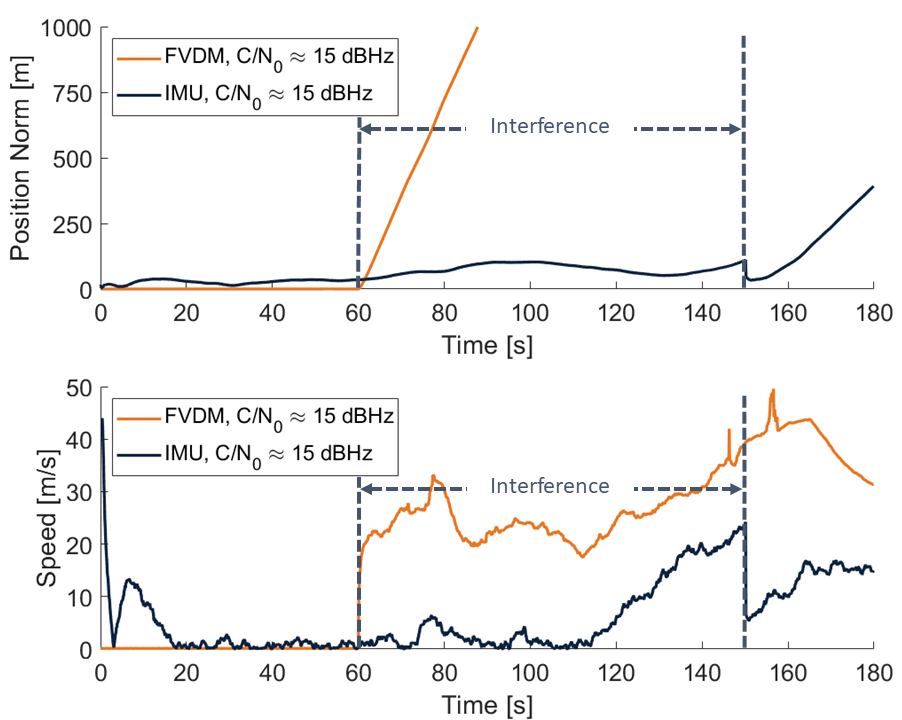 1000
750
500
250
0
Position Norm [m]
FVDM, C/N₀ ≈ 15 dBHz
IMU, C/N₀ ≈ 15 dBHz
Interference
0 20 40 60 80 100 120 140 160 180
Time [s]
50
40
30
20
10
0
Speed [m/s]
FVDM, C/N₀ ≈ 15 dBHz
IMU, C/N₀ ≈ 15 dBHz
Interference
0 20 40 60 80 100 120 140 160 180
Time [s]